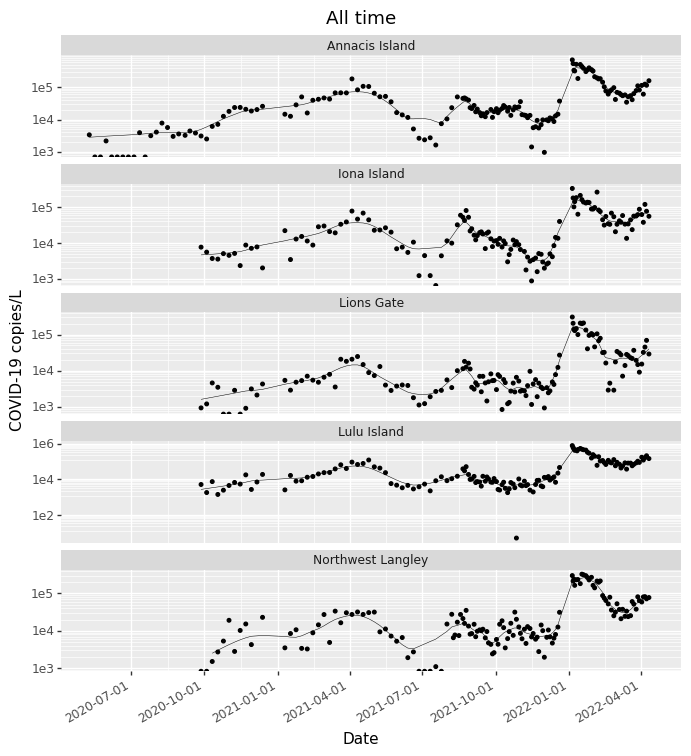 All time
Annacis Island
1e5
1e4
1e3
Iona Island
1e5
1e4
1e3
Lions Gate
1e5
1e4
1e3
Lulu Island
1e6
1e4
1e2
Northwest Langley
1e5
1e4
1e3
COVID-19 copies/L
2020-07-01
2020-10-01
2021-01-01
2021-04-01
2021-07-01
2021-10-01
2022-01-01
2022-04-01
Date